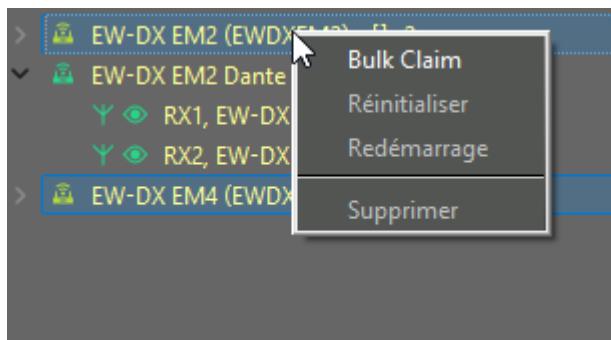 EW-DX EM2 (EWDX
EW-DX EM2 Dante
RX1, EW-DX
RX2, EW-DX
EW-DX EM4 (EWDX
Bulk Claim
Réinitialiser
Redémarrage
Supprimer